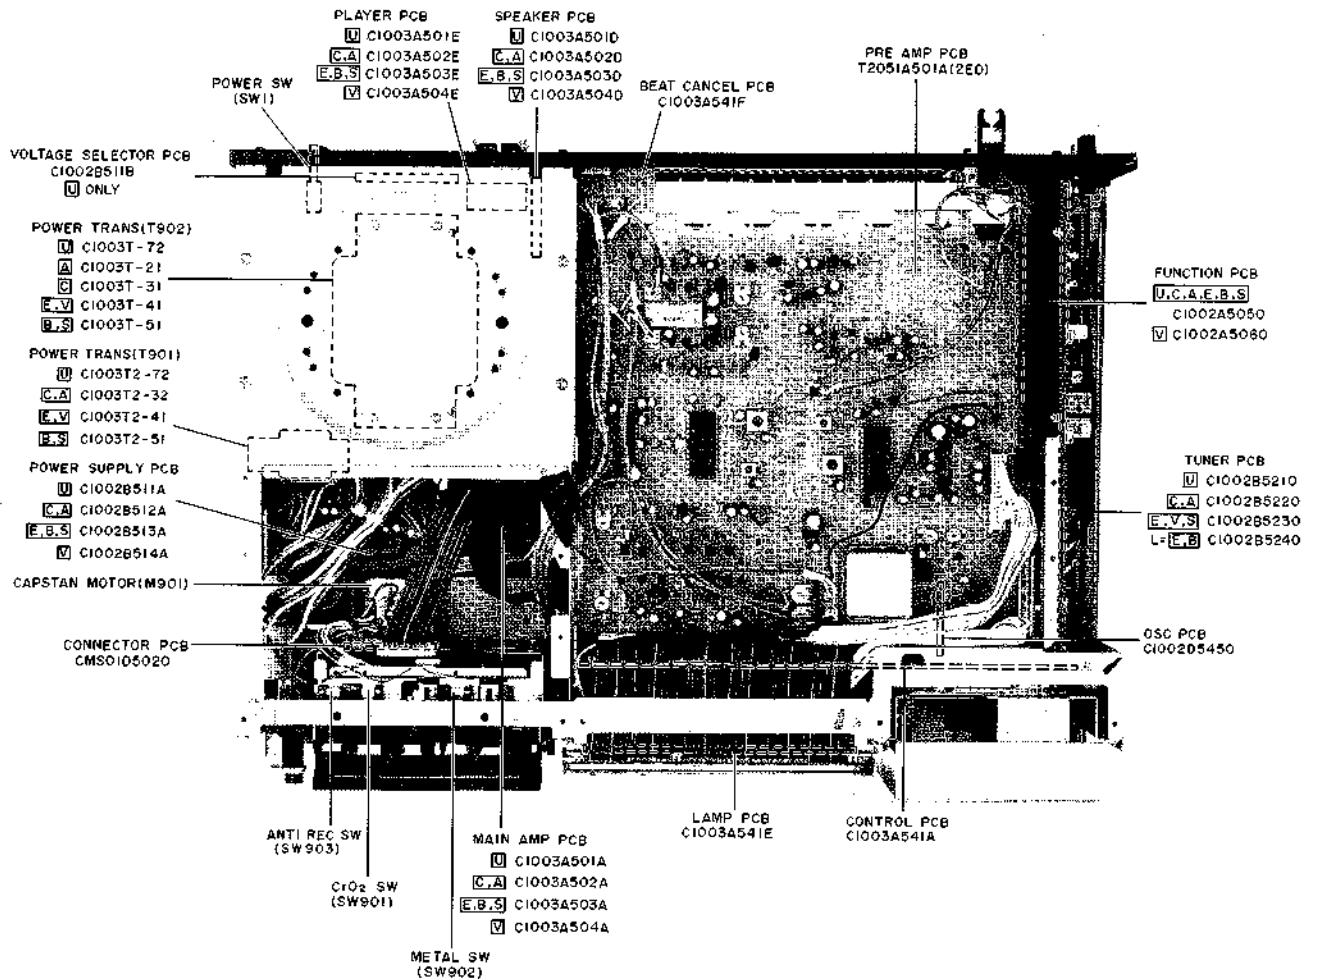 PLAYER PCB
U C1003A501E
C,A C1003A502E
E,B,S C1003A503E
V C1003A504E
SPEAKER PCB
U C1003A501D
C,A C1003A502D
E,B,S C1003A503D
V C1003A504D
PRE AMP PCB
T2051A501A(2ED)
POWER SW
(SW1)
BEAT CANCEL PCB
C1003A541F
VOLTAGE SELECTOR PCB
C1002B511B
U ONLY
POWER TRANS(T902)
U C1003T-72
A C1003T-21
C C1003T-31
E,V C1003T-41
B,S C1003T-51
POWER TRANS(T901)
U C1003T2-72
C,A C1003T2-32
E,V C1003T2-41
B,S C1003T2-51
POWER SUPPLY PCB
U C1002B511A
C,A C1002B512A
E,B,S C1002B513A
V C1002B514A
CAPSTAN MOTOR(M901)
CONNECTOR PCB
CMS0105020
FUNCTION PCB
U,C,A,E,B,S
C1002A5050
V C1002A5060
TUNER PCB
U C1002B5210
C,A C1002B5220
E,V,S C1002B5230
L=E,B C1002B5240
OSC PCB
C1002D5450
ANTI REC SW
(SW903)
CrO2 SW
(SW901)
METAL SW
(SW902)
MAIN AMP PCB
U C1003A501A
C,A C1003A502A
E,B,S C1003A503A
V C1003A504A
LAMP PCB
C1003A541E
CONTROL PCB
C1003A541A